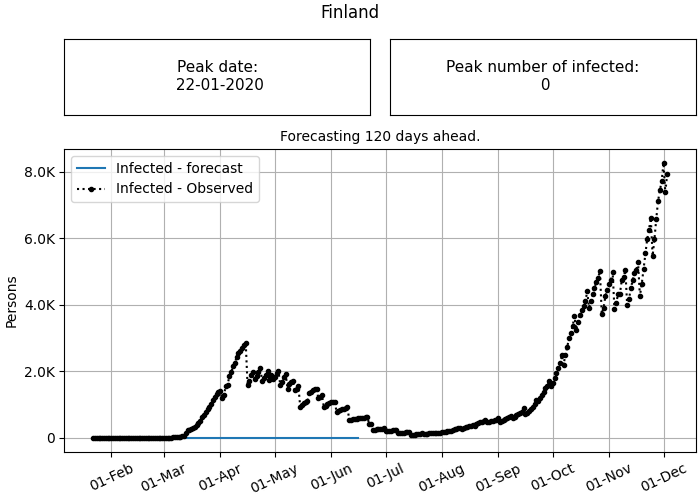 Finland
Peak date:
22-01-2020
Peak number of infected:
0
Forecasting 120 days ahead.
Infected - forecast
Infected - Observed
Persons
8.0K
6.0K
4.0K
2.0K
0
01-Feb
01-Mar
01-Apr
01-May
01-Jun
01-Jul
01-Aug
01-Sep
01-Oct
01-Nov
01-Dec